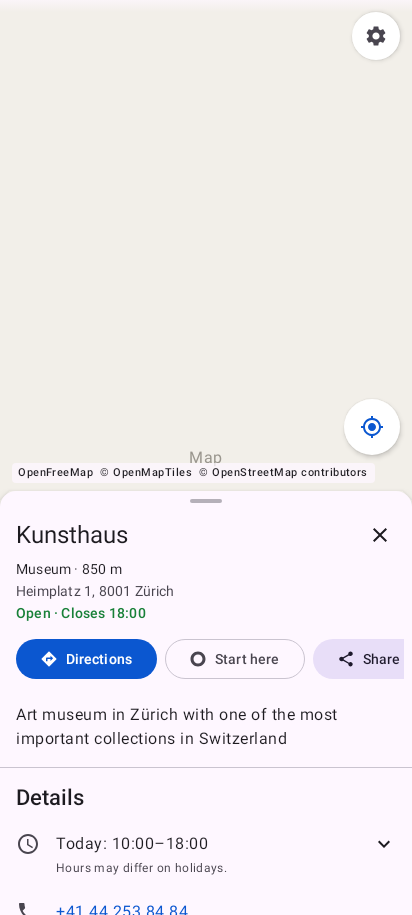 Map
OpenFreeMap © OpenMapTiles © OpenStreetMap contributors
Kunsthaus
Museum · 850 m
Heimplatz 1, 8001 Zürich
Open · Closes 18:00
Directions
Start here
Share
Art museum in Zürich with one of the most
important collections in Switzerland
Details
Today: 10:00–18:00
Hours may differ on holidays.
+41 44 253 84 84